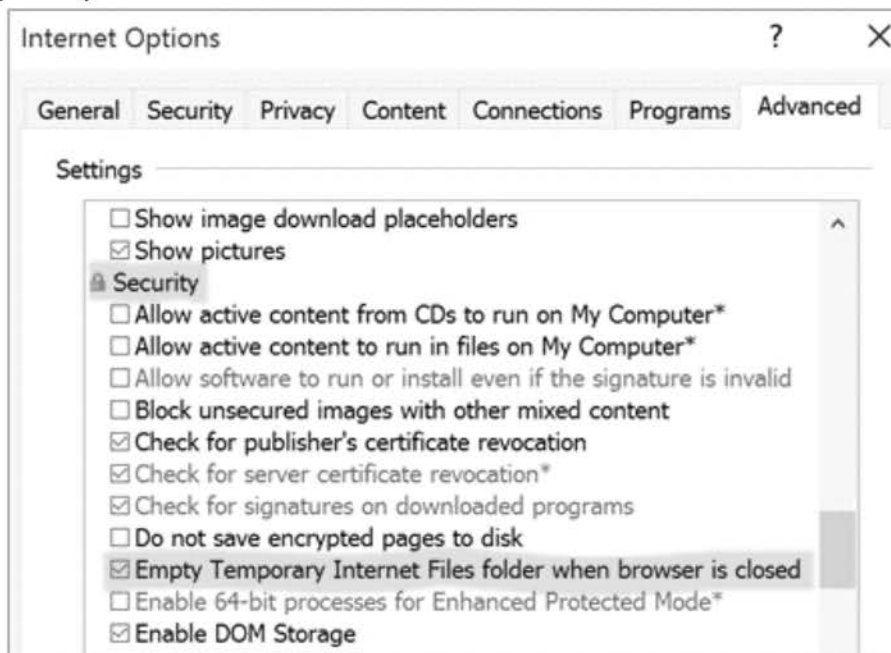 Internet Options ? X
General Security Privacy Content Connections Programs Advanced
Settings
Show image download placeholders
Show pictures
Security
Allow active content from CDs to run on My Computer*
Allow active content to run in files on My Computer*
Allow software to run or install even if the signature is invalid
Block unsecured images with other mixed content
Check for publisher's certificate revocation
Check for server certificate revocation*
Check for signatures on downloaded programs
Do not save encrypted pages to disk
Empty Temporary Internet Files folder when browser is closed
Enable 64-bit processes for Enhanced Protected Mode*
Enable DOM Storage